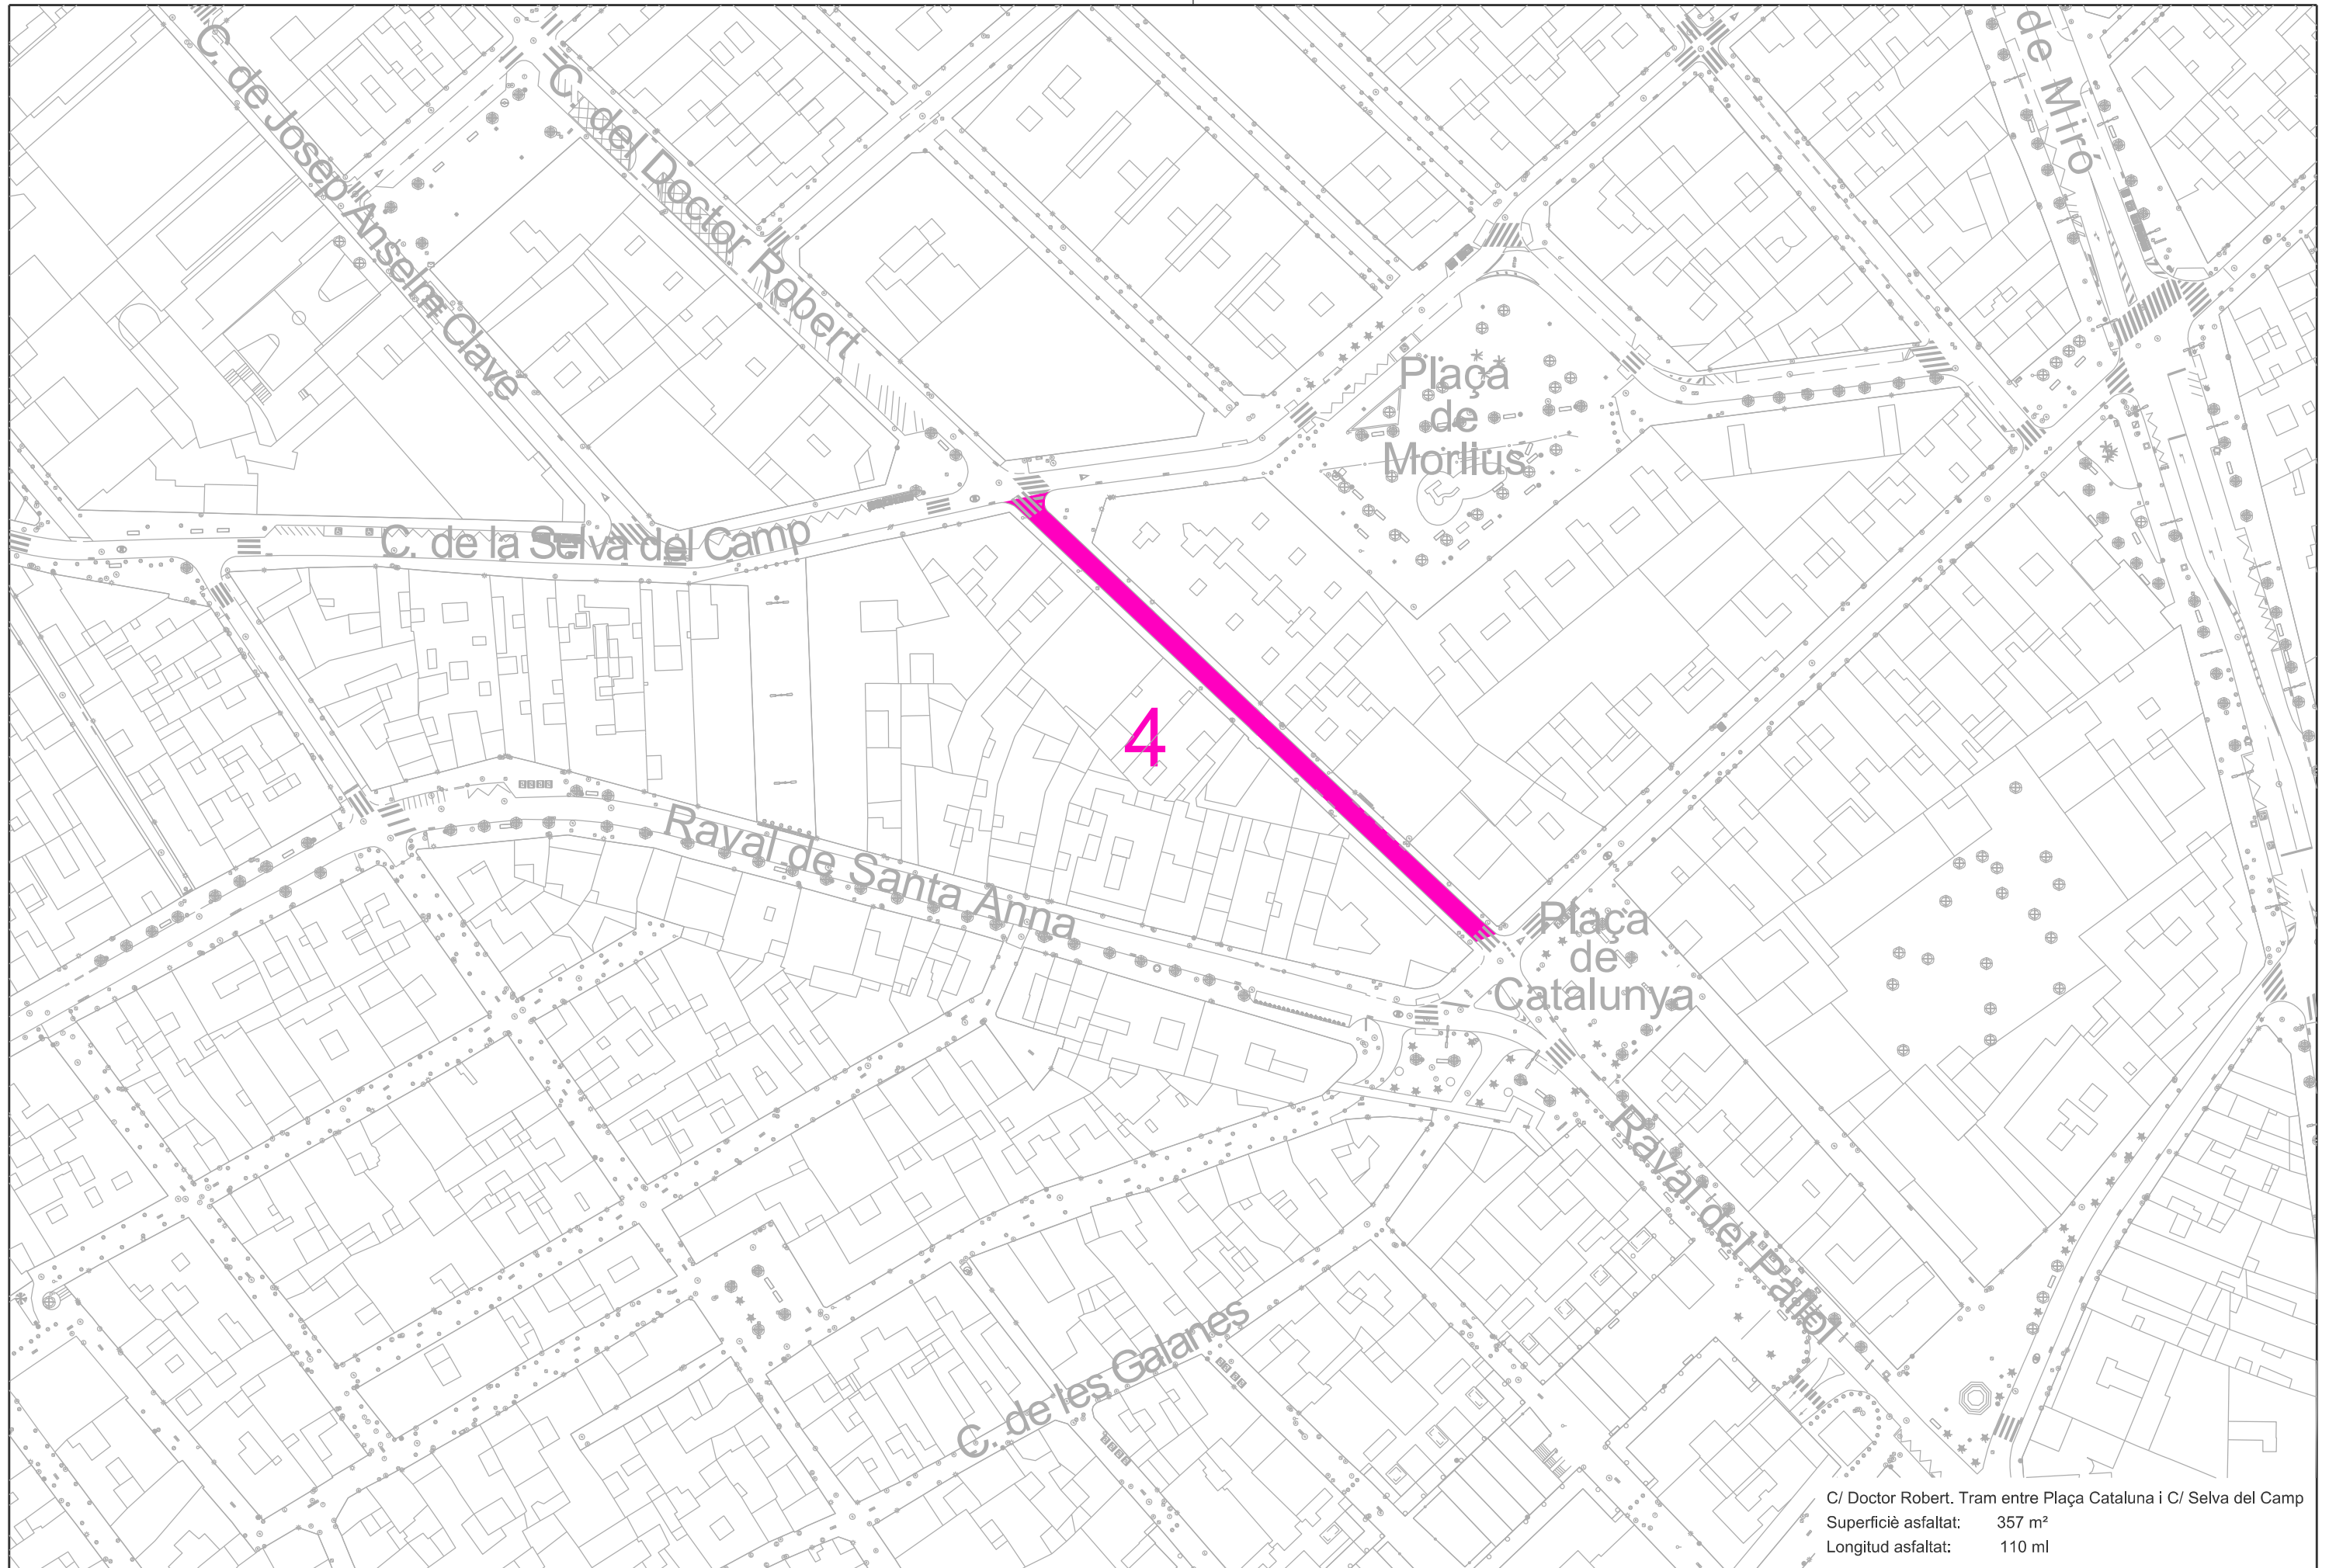 C. de Josep Anselm Clave
C. del Doctor Robert
de Miró
Plaça
de
Morlius
C. de la Selva del Camp
4
Raval de Santa Anna
Plaça
de
Catalunya
Raval del Pallol
C. de les Galanes
C/ Doctor Robert. Tram entre Plaça Cataluna i C/ Selva del Camp
Superficiè asfaltat: 357 m²
Longitud asfaltat: 110 ml